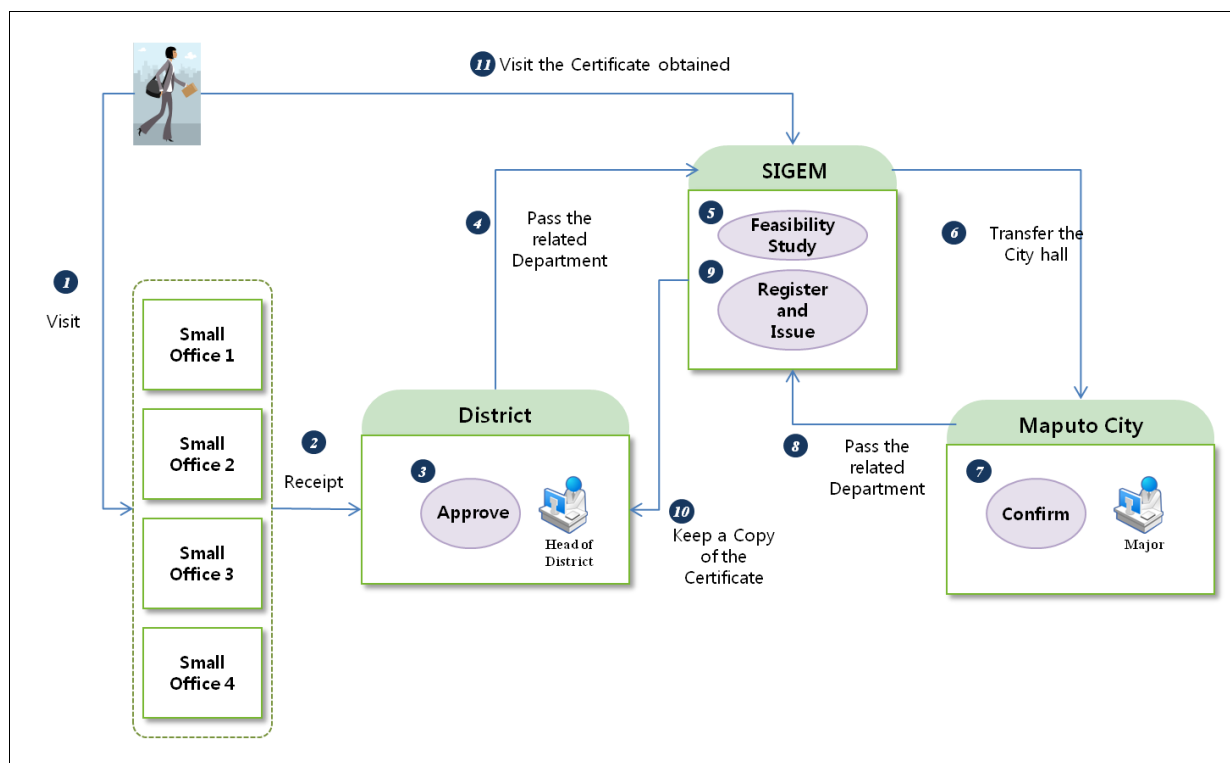 11 Visit the Certificate obtained
SIGEM
5
Feasibility
Study
9
Register
and
Issue
4
Pass the
related
Department
6
Transfer the
City hall
1
Visit
Small
Office 1
Small
Office 2
Small
Office 3
Small
Office 4
2
Receipt
District
3
Approve
Head of
District
10
Keep a Copy
of the
Certificate
8
Pass the
related
Department
Maputo City
7
Confirm
Major